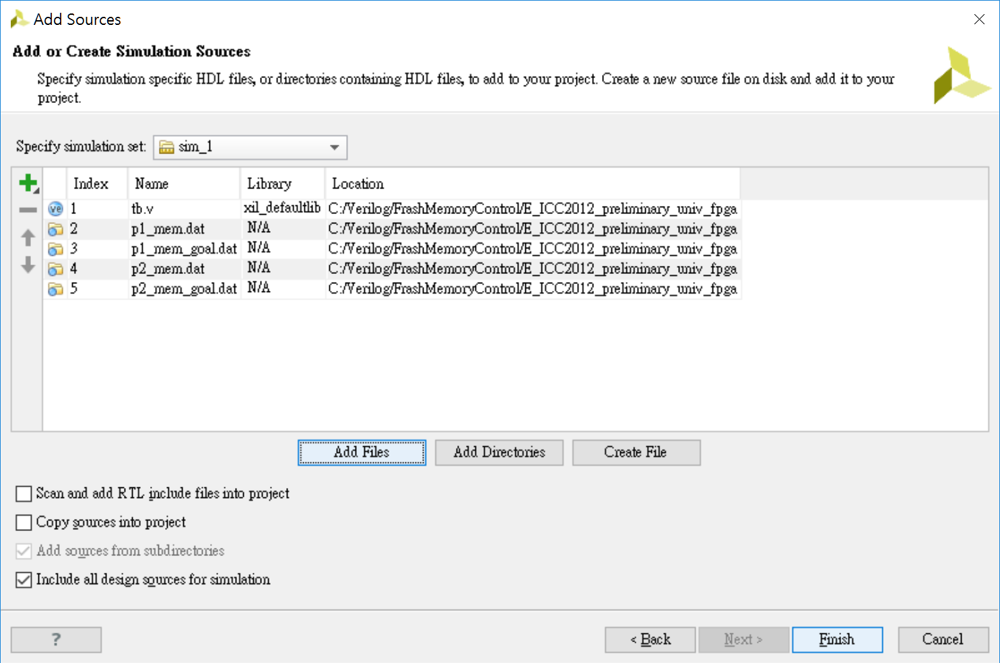 Add Sources
Add or Create Simulation Sources
Specify simulation specific HDL files, or directories containing HDL files, to add to your project. Create a new source file on disk and add it to your
project.
Specify simulation set: sim_1
Index Name Library Location
1 tb.v xil_defaultlib C:/Verilog/FrashMemoryControl/E_ICC2012_preliminary_univ_fpga
2 p1_mem.dat N/A C:/Verilog/FrashMemoryControl/E_ICC2012_preliminary_univ_fpga
3 p1_mem_goal.dat N/A C:/Verilog/FrashMemoryControl/E_ICC2012_preliminary_univ_fpga
4 p2_mem.dat N/A C:/Verilog/FrashMemoryControl/E_ICC2012_preliminary_univ_fpga
5 p2_mem_goal.dat N/A C:/Verilog/FrashMemoryControl/E_ICC2012_preliminary_univ_fpga
Add Files Add Directories Create File
Scan and add RTL include files into project
Copy sources into project
Add sources from subdirectories
Include all design sources for simulation
? < Back Next > Finish Cancel